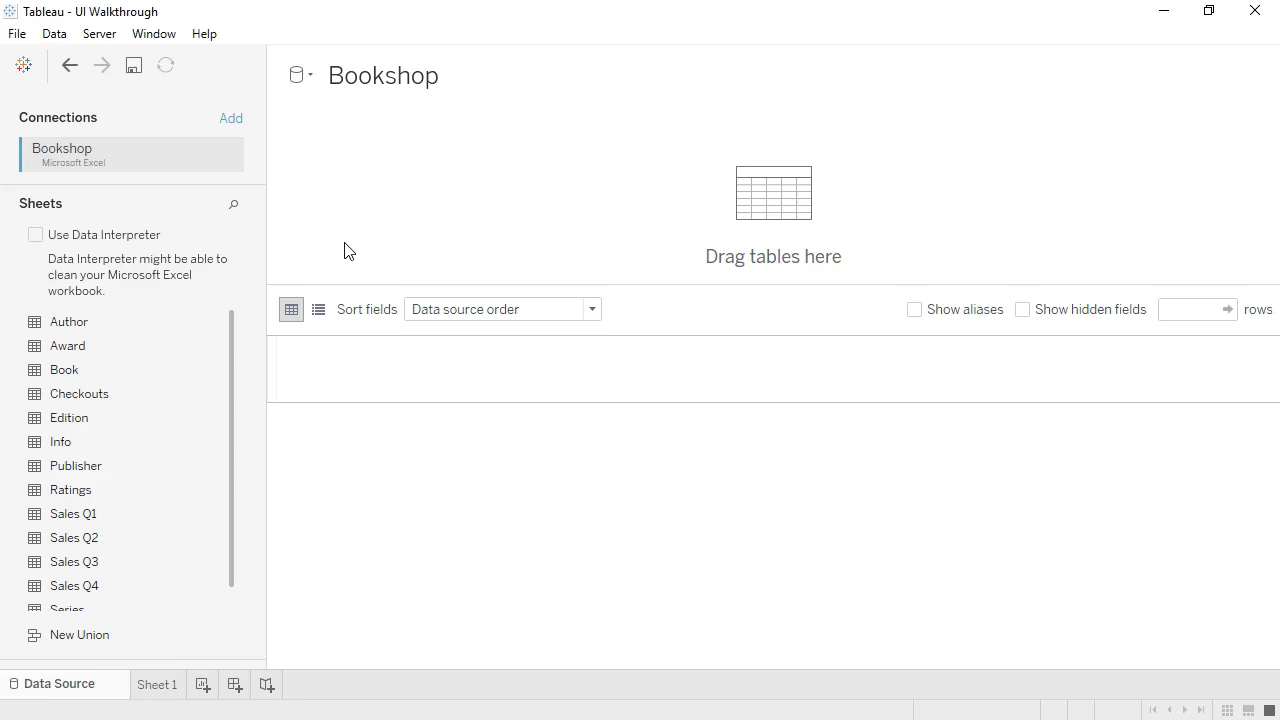 Tableau - UI Walkthrough
File Data Server Window Help
Bookshop
Connections Add
Bookshop
Microsoft Excel
Drag tables here
Sheets
Use Data Interpreter
Data Interpreter might be able to
clean your Microsoft Excel
workbook.
Sort fields Data source order Show aliases Show hidden fields rows
Author
Award
Book
Checkouts
Edition
Info
Publisher
Ratings
Sales Q1
Sales Q2
Sales Q3
Sales Q4
Series
New Union
Data Source Sheet 1